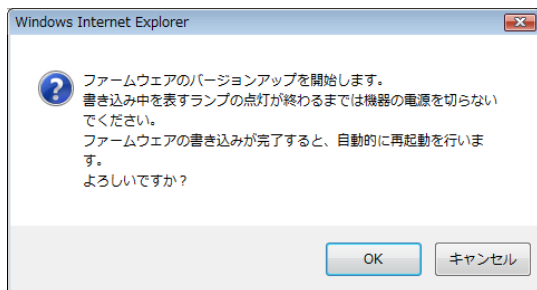 Windows Internet Explorer
ファームウェアのバージョンアップを開始します。
書き込み中を表すランプの点灯が終わるまでは機器の電源を切らない
でください。
ファームウェアの書き込みが完了すると、自動的に再起動を行いま
す。
よろしいですか？
OK
キャンセル